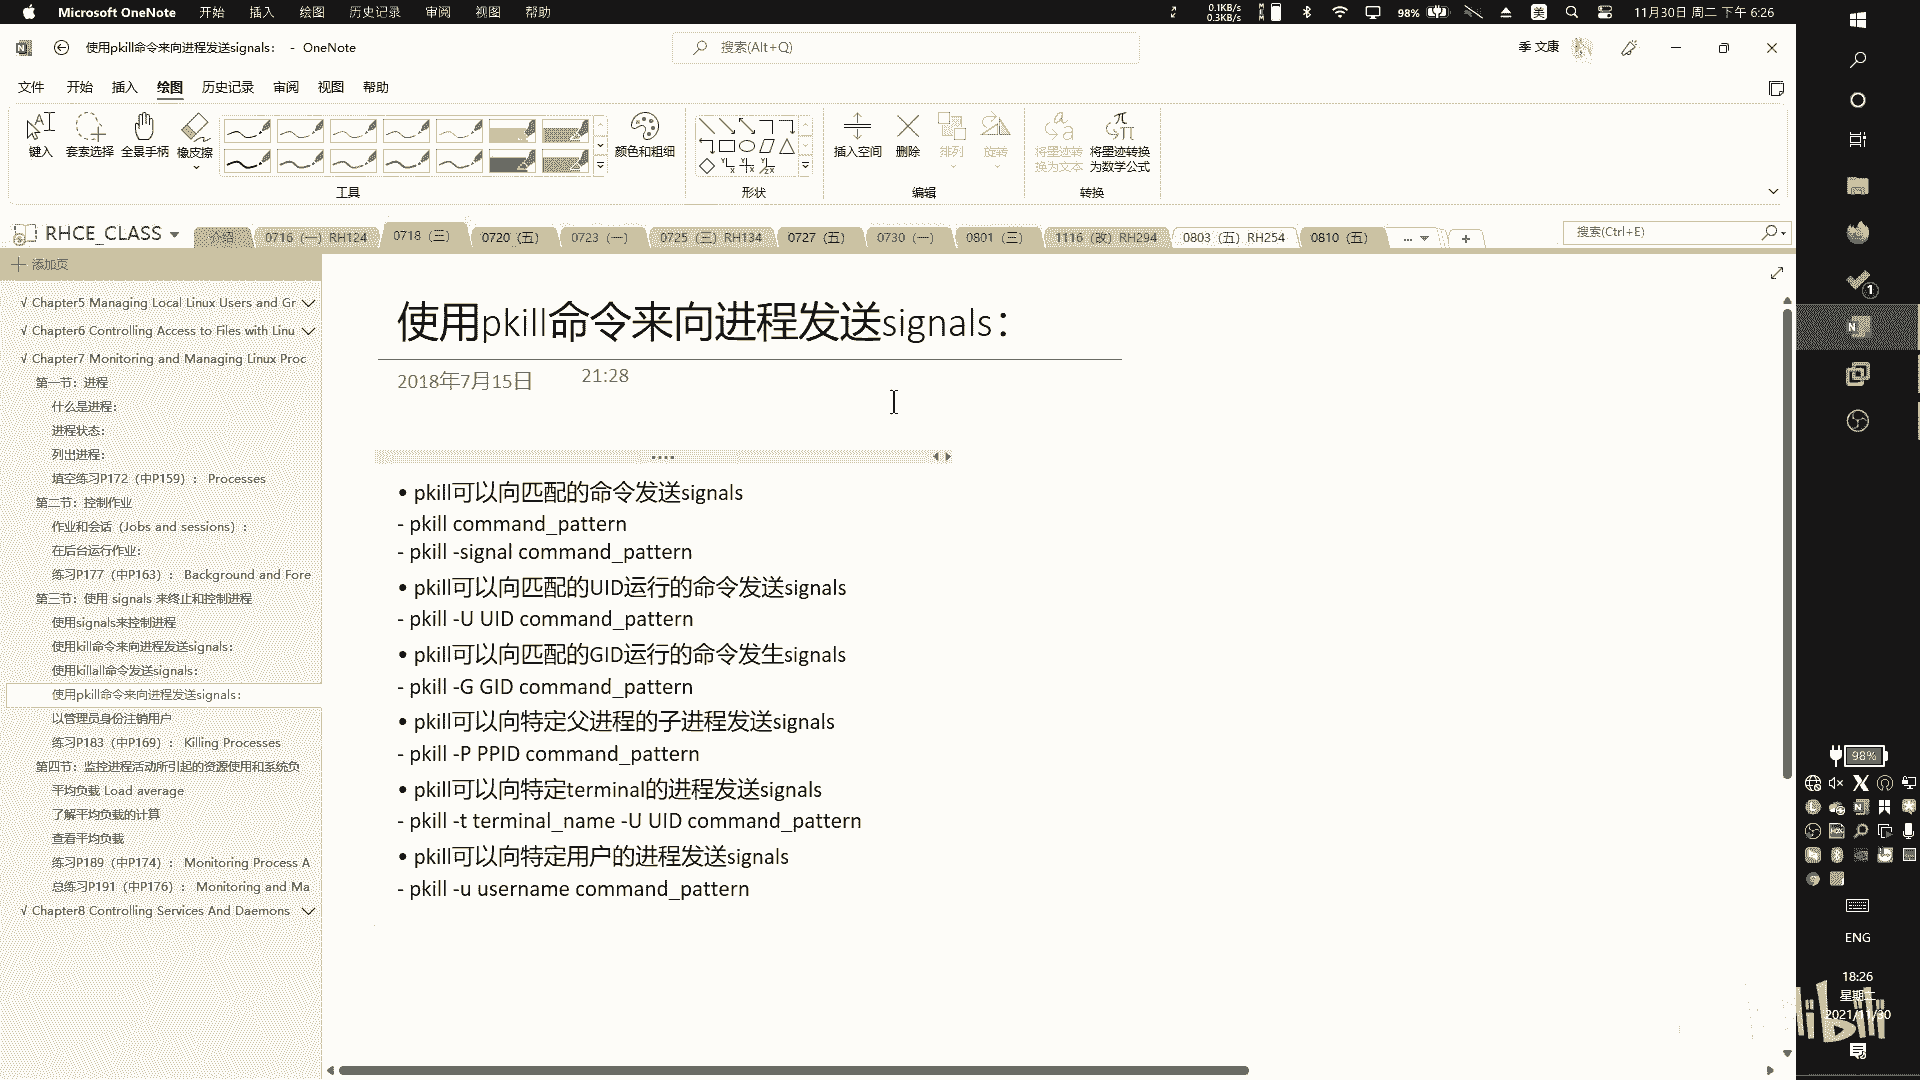 Microsoft OneNote 开始 插入 绘图 历史记录 审阅 视图 帮助 0.1KB/s 0.3KB/s 98% 美 11月30日 周二 下午 6:26
使用pkill命令来向进程发送signals： - OneNote 搜索(Alt+Q) 季 文康
文件 开始 插入 绘图 历史记录 审阅 视图 帮助
键入 套索选择 全景手柄 橡皮擦 颜色和粗细 插入空间 删除 排列 旋转 将墨迹转换为文本 将墨迹转换为数学公式
工具 形状 编辑 转换
RHCE_CLASS 介绍 0716（一）RH124 0718（三） 0720（五） 0723（一） 0725（三）RH134 0727（五） 0730（一） 0801（三） 1116（改）RH294 0803（五）RH254 0810（五） ... + 搜索(Ctrl+E)
添加页
√ Chapter5 Managing Local Linux Users and Gr
√ Chapter6 Controlling Access to Files with Linu
√ Chapter7 Monitoring and Managing Linux Proc
第一节：进程
什么是进程：
进程状态：
列出进程：
填空练习P172（中P159）： Processes
第二节：控制作业
作业和会话（Jobs and sessions）：
在后台运行作业：
练习P177（中P163）： Background and Fore
第三节：使用 signals 来终止和控制进程
使用signals来控制进程
使用kill命令来向进程发送signals：
使用killall命令发送signals：
使用pkill命令来向进程发送signals：
以管理员身份注销用户
练习P183（中P169）： Killing Processes
第四节：监控进程活动所引起的资源使用和系统负
平均负载 Load average
了解平均负载的计算
查看平均负载
练习P189（中P174）： Monitoring Process A
总练习P191（中P176）： Monitoring and Ma
√ Chapter8 Controlling Services And Daemons
使用pkill命令来向进程发送signals：
2018年7月15日 21:28
• pkill可以向匹配的命令发送signals
- pkill command_pattern
- pkill -signal command_pattern
• pkill可以向匹配的UID运行的命令发送signals
- pkill -U UID command_pattern
• pkill可以向匹配的GID运行的命令发生signals
- pkill -G GID command_pattern
• pkill可以向特定父进程的子进程发送signals
- pkill -P PPID command_pattern
• pkill可以向特定terminal的进程发送signals
- pkill -t terminal_name -U UID command_pattern
• pkill可以向特定用户的进程发送signals
- pkill -u username command_pattern
1
98%
ENG
18:26
星期二
2021/11/30